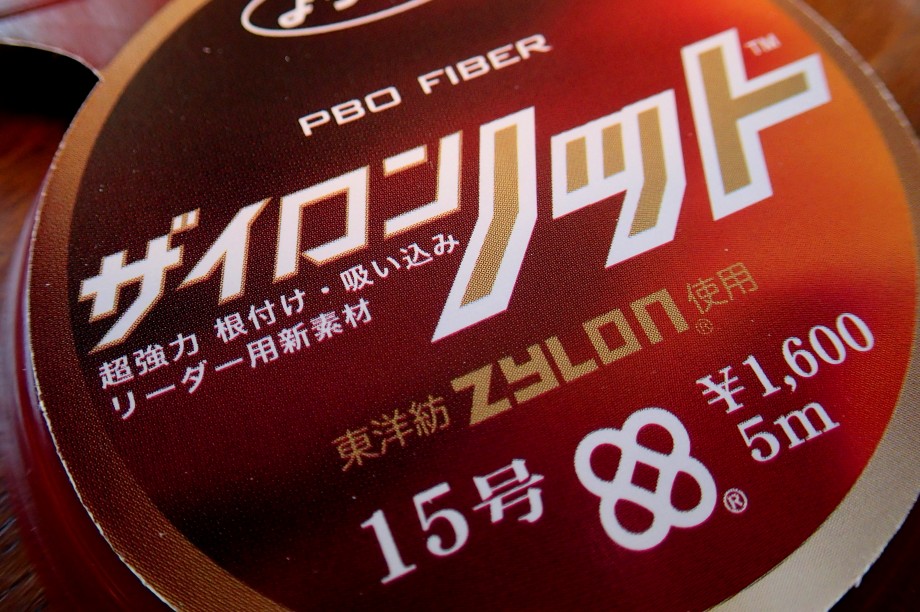 PBO FIBER
ザイロンノット™
超強力 根付け・吸い込み
リーダー用新素材
東洋紡 ZYLON® 使用
¥1,600
15号 ® 5m